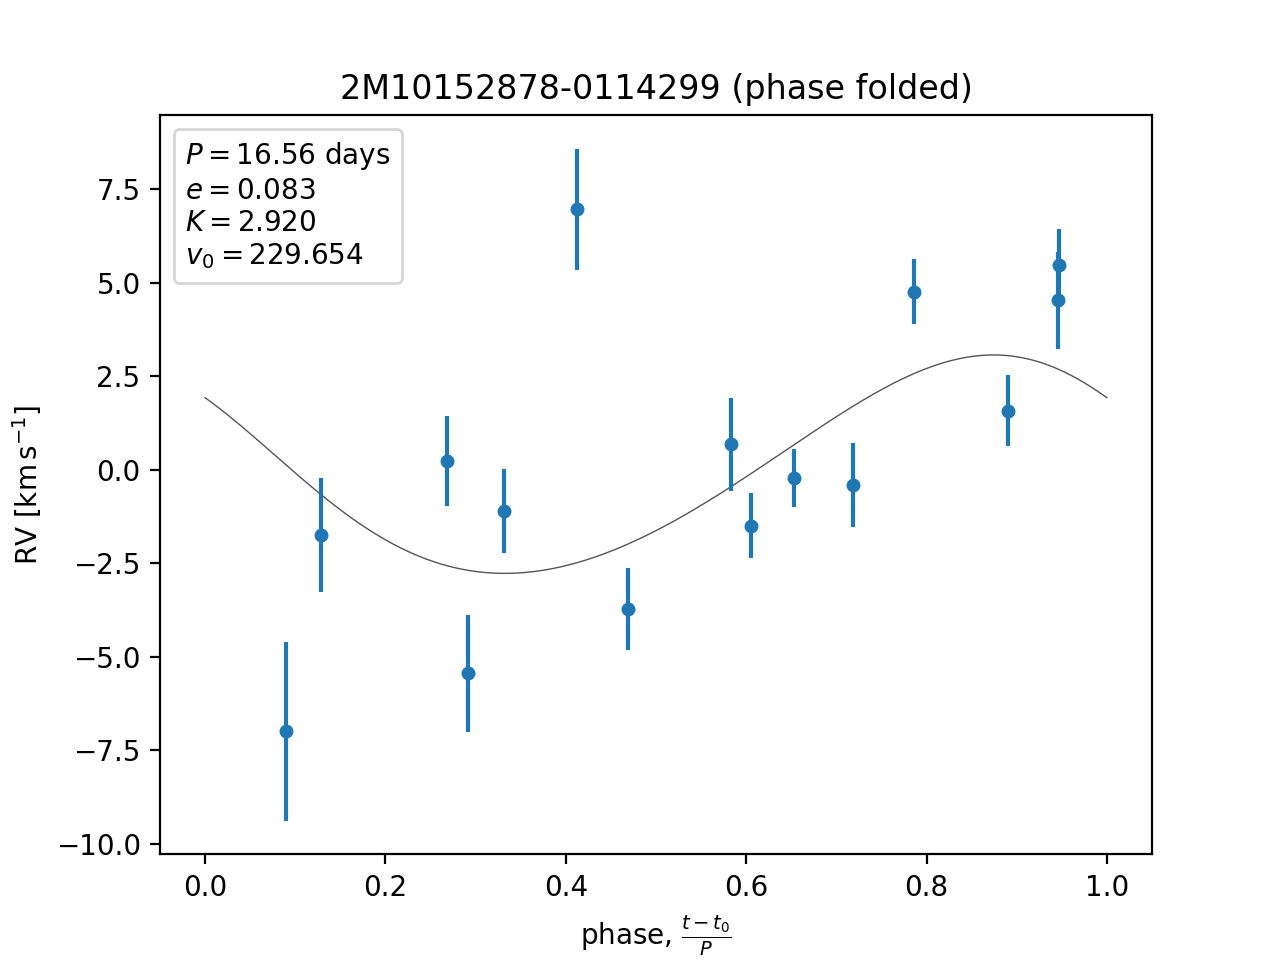 2M10152878-0114299 (phase folded)
P = 16.56 days
e = 0.083
K = 2.920
v₀ = 229.654
7.5
5.0
2.5
0.0
−2.5
−5.0
−7.5
−10.0
RV [km s⁻¹]
0.0 0.2 0.4 0.6 0.8 1.0
phase, (t − t₀)/P